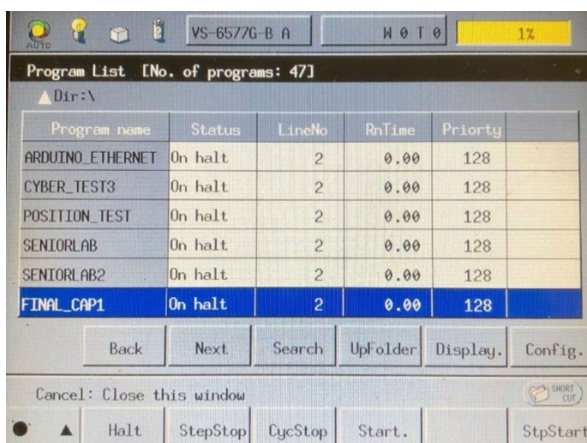 AUTO VS-6577G-B A W 0 T 0 1%
Program List [No. of programs: 47]
Dir:\
Program name Status LineNo RnTime Priorty
ARDUINO_ETHERNET On halt 2 0.00 128
CYBER_TEST3 On halt 2 0.00 128
POSITION_TEST On halt 2 0.00 128
SENIORLAB On halt 2 0.00 128
SENIORLAB2 On halt 2 0.00 128
FINAL_CAP1 On halt 2 0.00 128
Back Next Search UpFolder Display. Config.
Cancel: Close this window SHORT CUT
Halt StepStop CycStop Start. StpStart